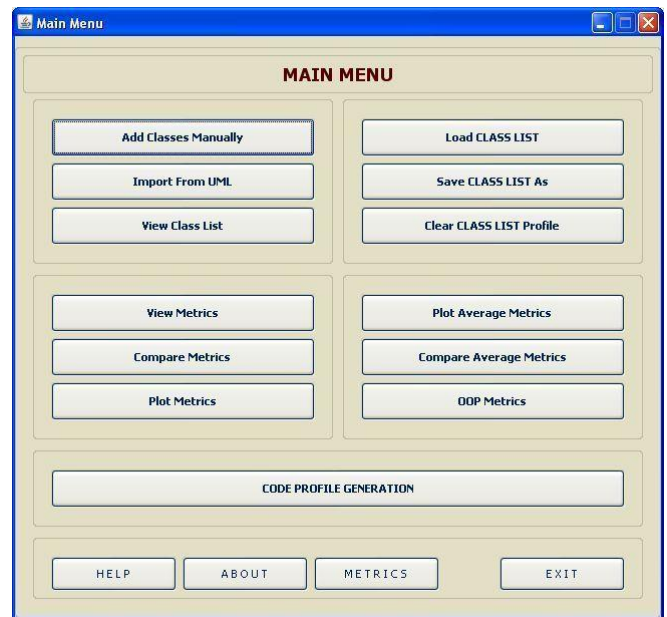 Main Menu
MAIN MENU
Add Classes Manually
Import From UML
View Class List
Load CLASS LIST
Save CLASS LIST As
Clear CLASS LIST Profile
View Metrics
Compare Metrics
Plot Metrics
Plot Average Metrics
Compare Average Metrics
OOP Metrics
CODE PROFILE GENERATION
HELP ABOUT METRICS EXIT